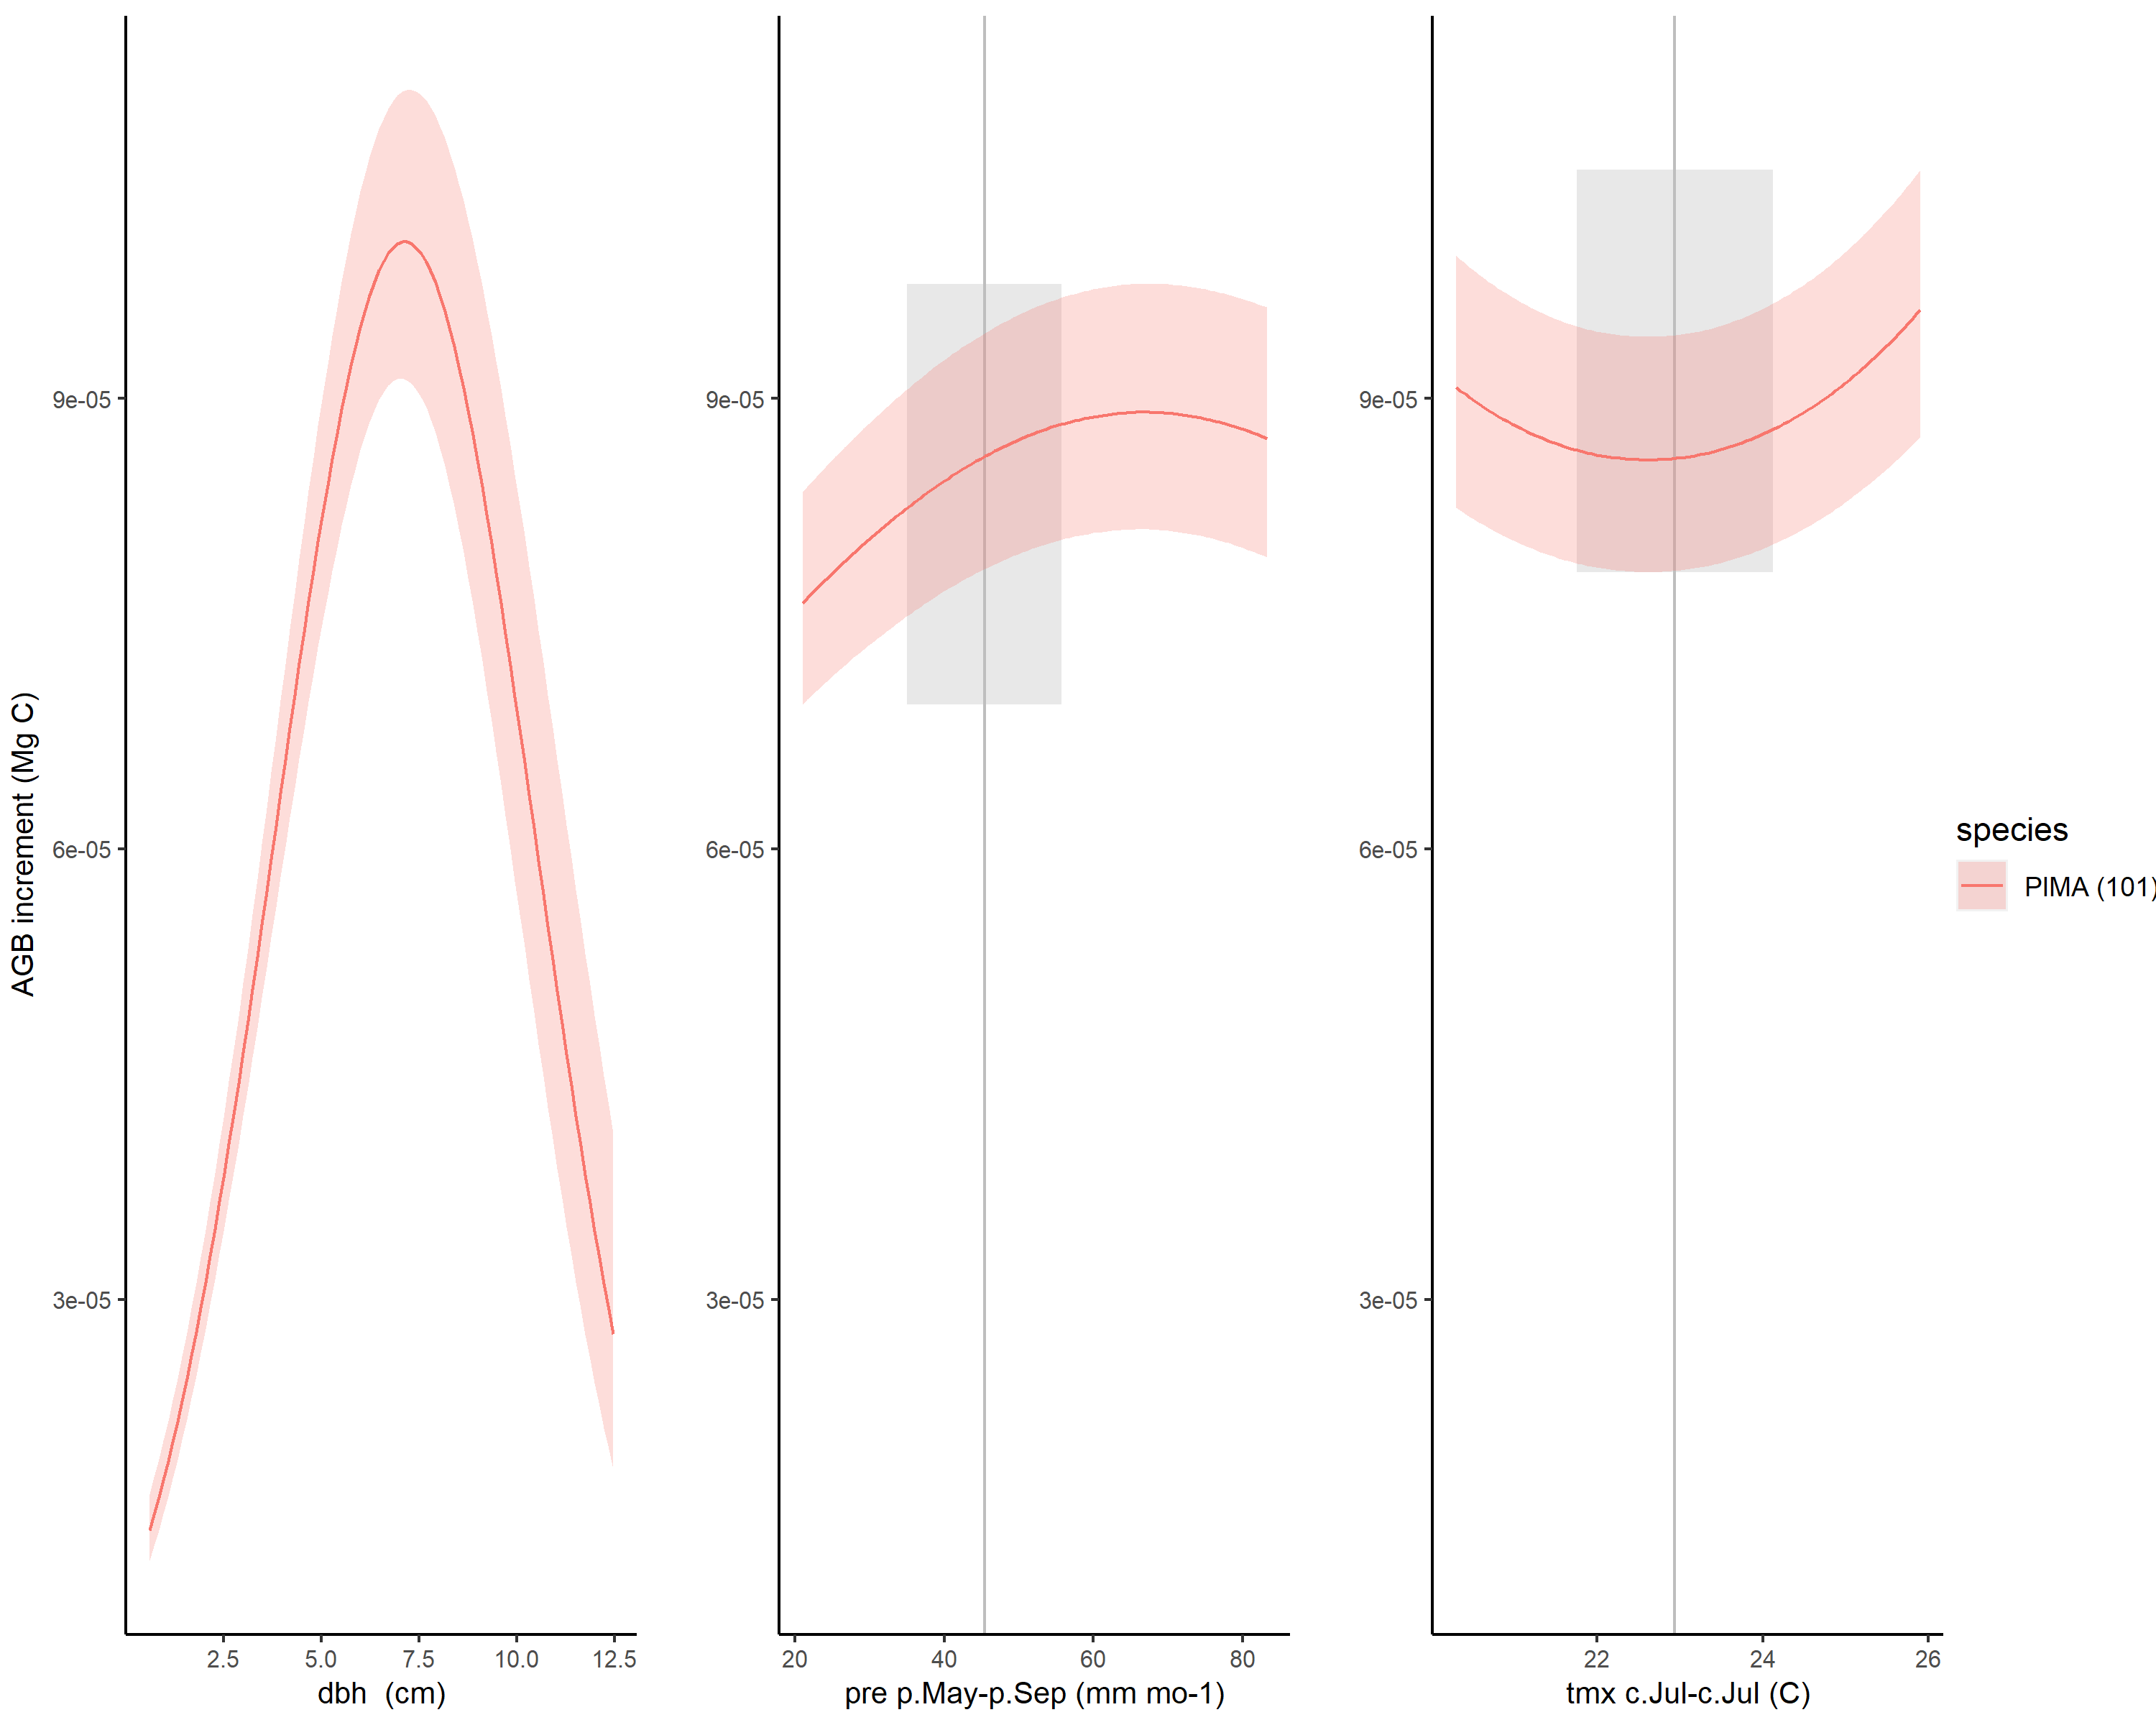 AGB increment (Mg C)
9e-05
6e-05
3e-05
2.5 5.0 7.5 10.0 12.5
dbh (cm)
9e-05
6e-05
3e-05
20 40 60 80
pre p.May-p.Sep (mm mo-1)
9e-05
6e-05
3e-05
22 24 26
tmx c.Jul-c.Jul (C)
species
PIMA (101)